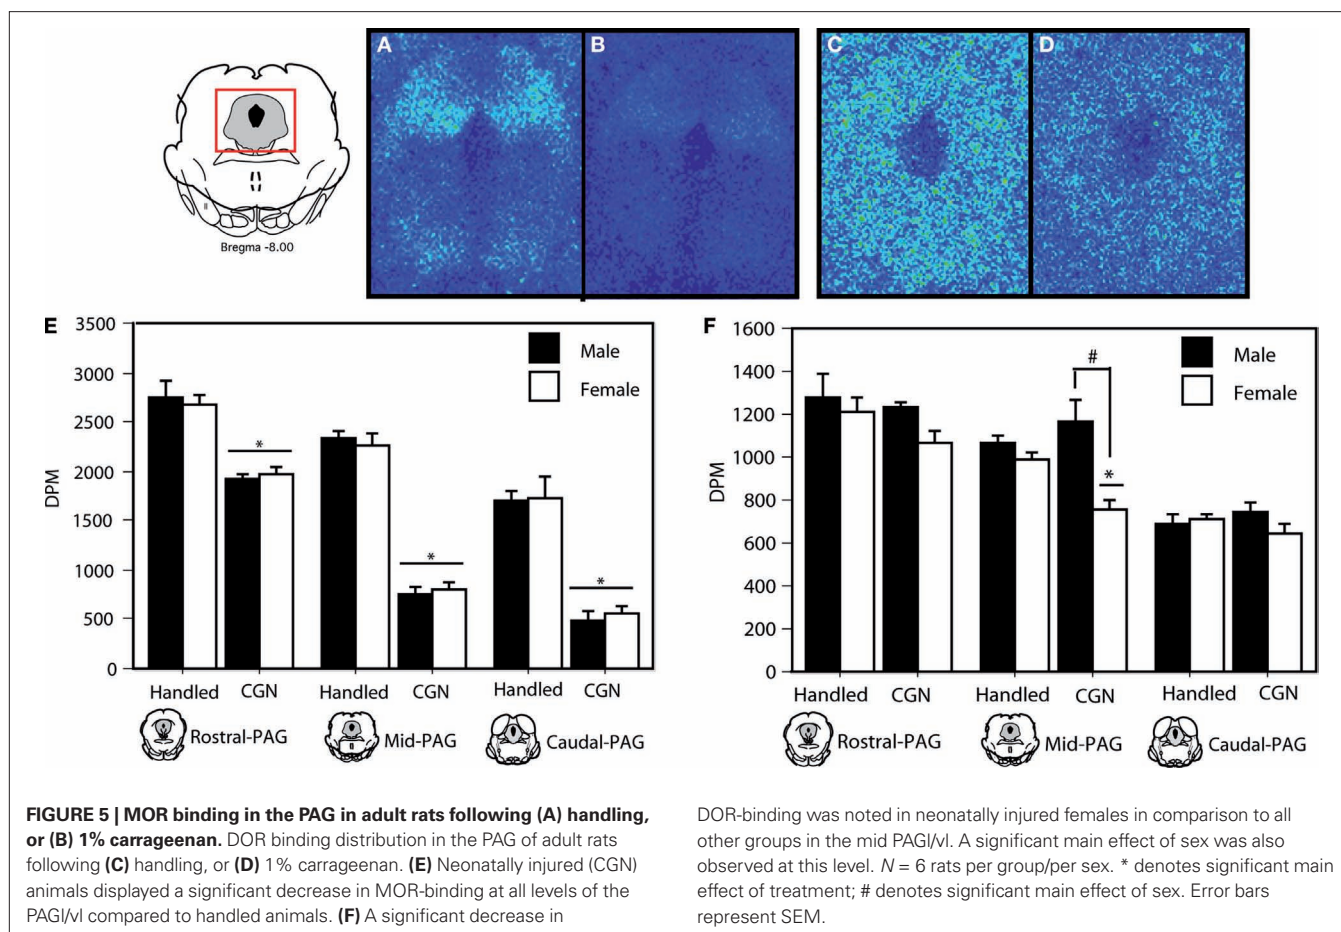 A
B
C
D
II
Bregma -8.00
E
3500
3000
2500
2000
1500
1000
500
0
DPM
Male
Female
*
*
*
Handled
CGN
Handled
CGN
Handled
CGN
Rostral-PAG
Mid-PAG
Caudal-PAG
F
1600
1400
1200
1000
800
600
400
200
0
DPM
Male
Female
#
*
Handled
CGN
Handled
CGN
Handled
CGN
Rostral-PAG
Mid-PAG
Caudal-PAG
FIGURE 5 | MOR binding in the PAG in adult rats following (A) handling,
or (B) 1% carrageenan. DOR binding distribution in the PAG of adult rats
following (C) handling, or (D) 1% carrageenan. (E) Neonatally injured (CGN)
animals displayed a significant decrease in MOR-binding at all levels of the
PAGl/vl compared to handled animals. (F) A significant decrease in
DOR-binding was noted in neonatally injured females in comparison to all
other groups in the mid PAGl/vl. A significant main effect of sex was also
observed at this level. N = 6 rats per group/per sex. * denotes significant main
effect of treatment; # denotes significant main effect of sex. Error bars
represent SEM.